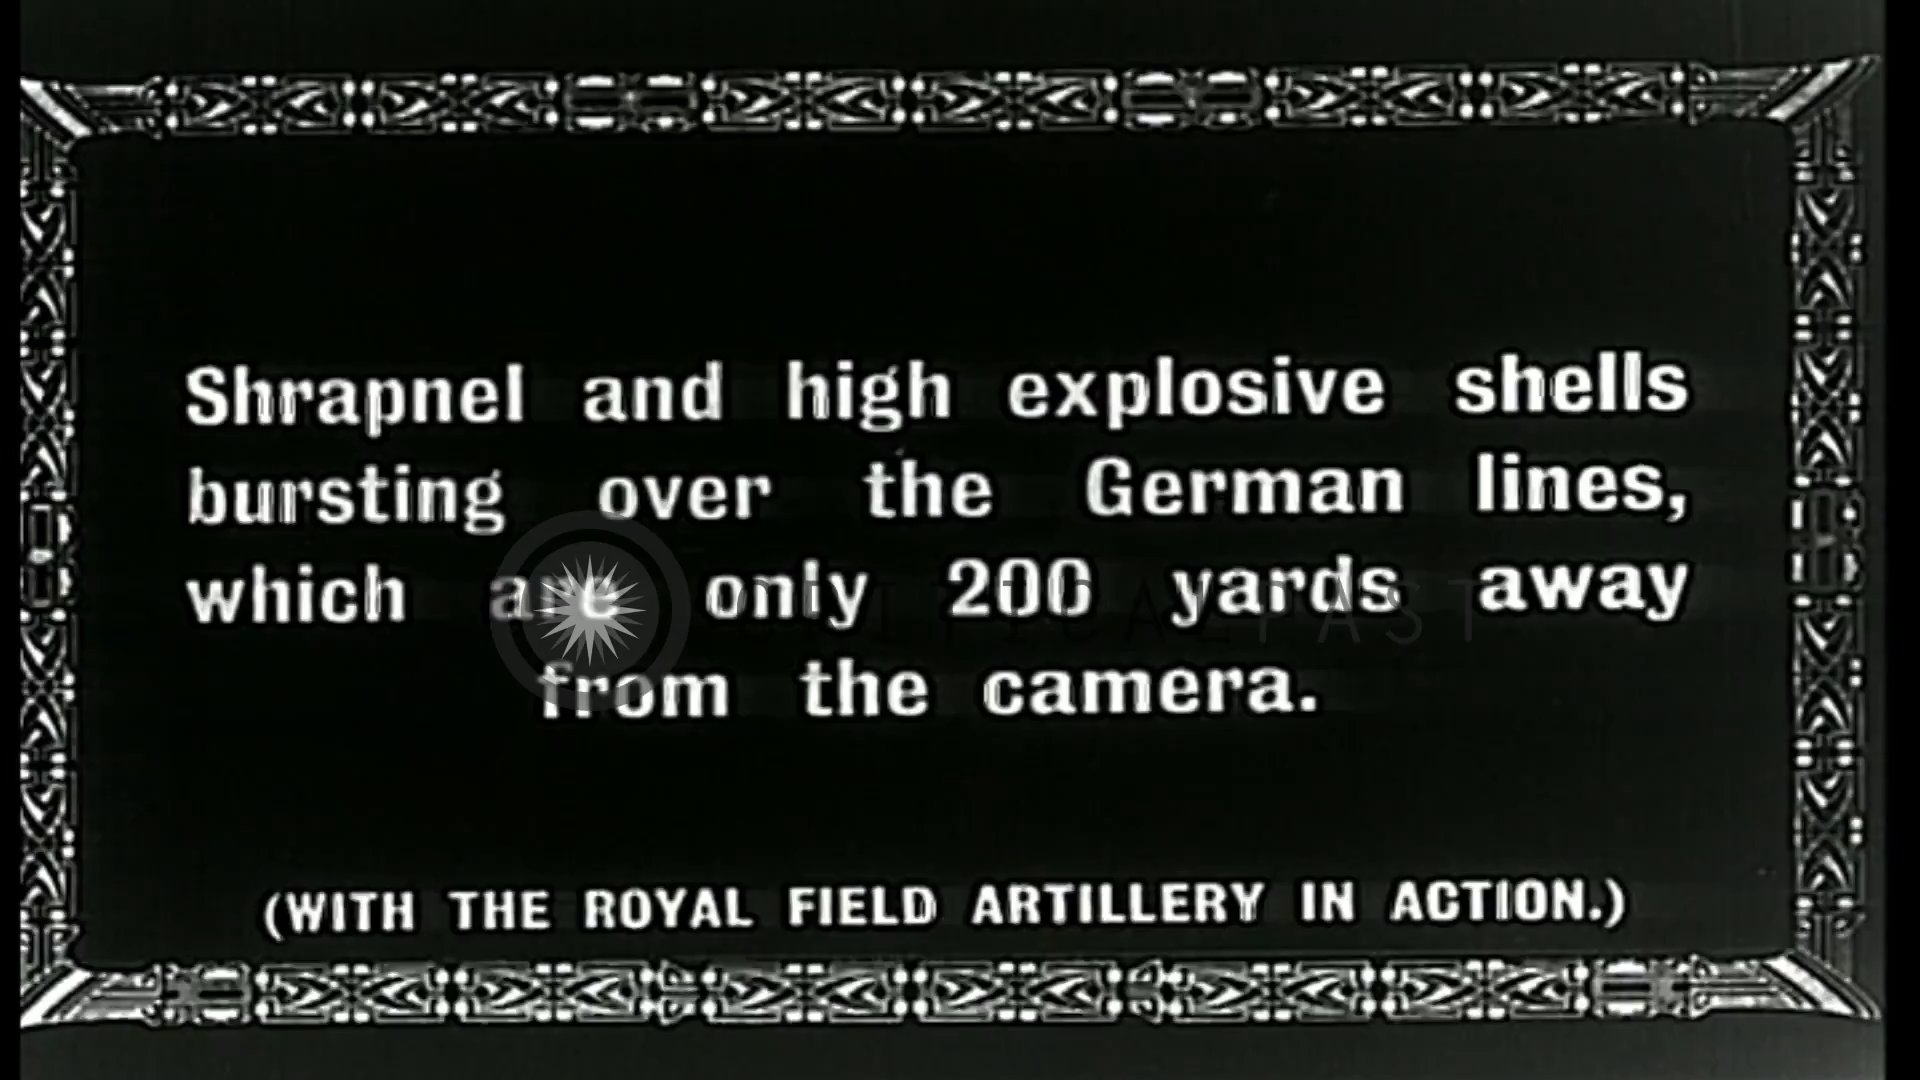 Shrapnel and high explosive shells
bursting over the German lines,
which are only 200 yards away
CRITICALPAST
from the camera.
(WITH THE ROYAL FIELD ARTILLERY IN ACTION.)